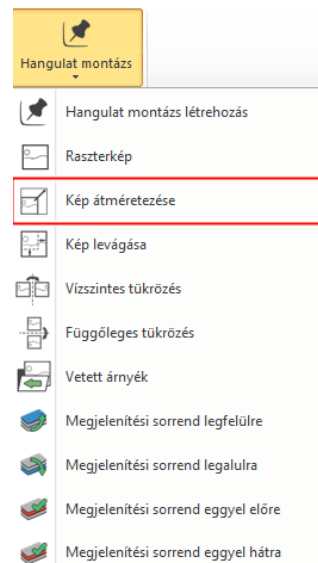 Hangulat montázs
Hangulat montázs létrehozás
Raszterkép
Kép átméretezése
Kép levágása
Vízszintes tükrözés
Függőleges tükrözés
Vetett árnyék
Megjelenítési sorrend legfelülre
Megjelenítési sorrend legalulra
Megjelenítési sorrend eggyel előre
Megjelenítési sorrend eggyel hátra